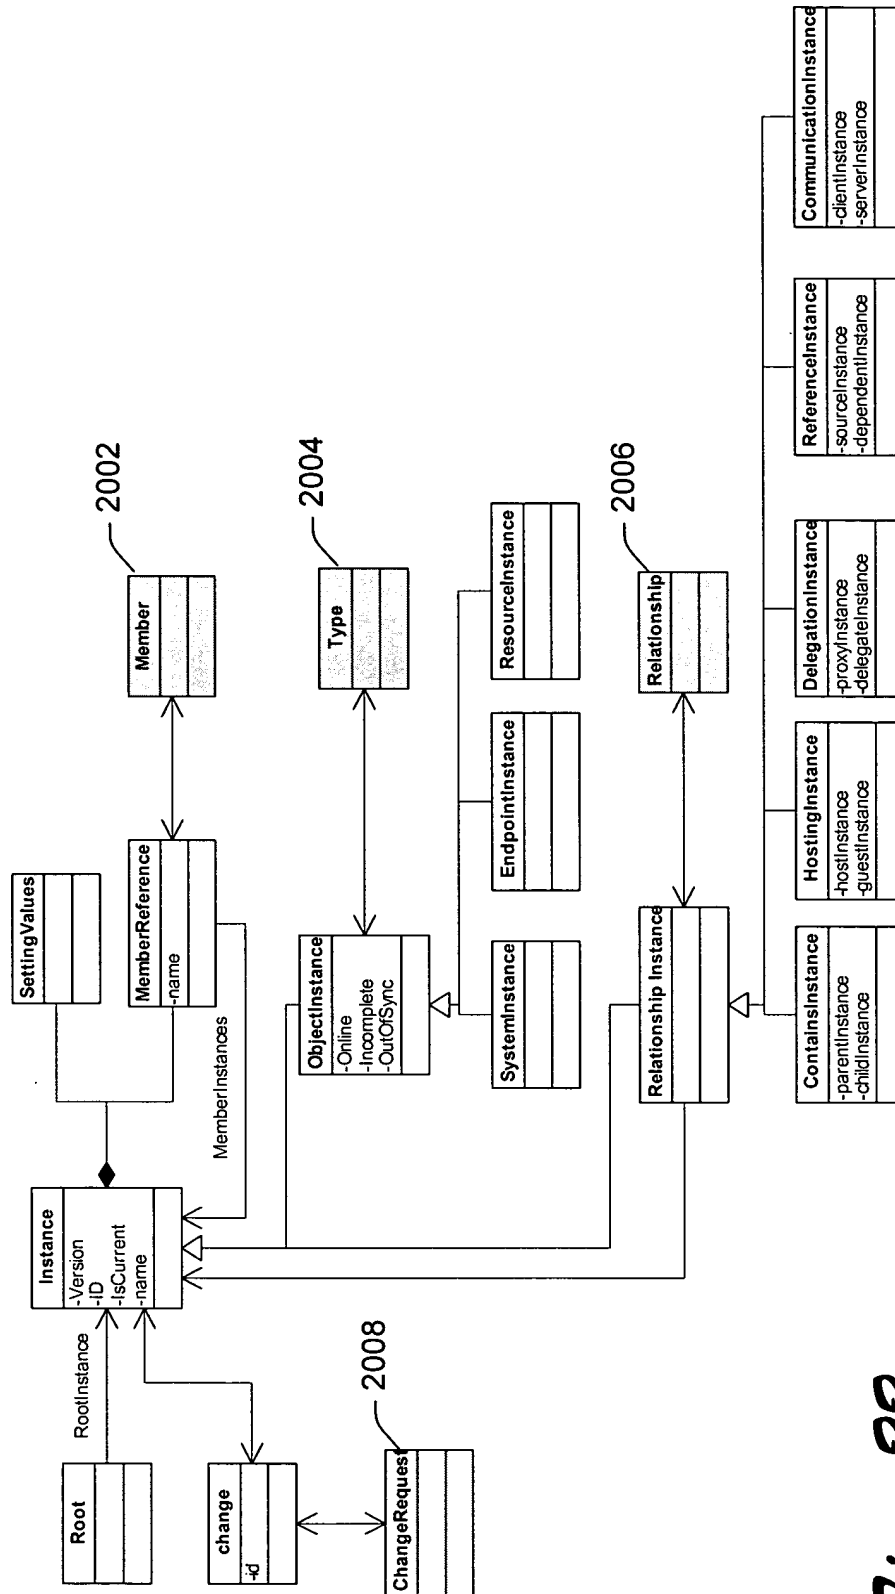 SettingValues
Instance
-Version
-ID
-IsCurrent
-name
RootInstance
Root
MemberReference
-name
MemberInstances
Member
2002
change
-id
ObjectInstance
-Online
-Incomplete
-OutOfSync
Type
2004
ChangeRequest
2008
SystemInstance
EndpointInstance
ResourceInstance
Relationship Instance
Relationship
2006
ContainsInstance
-parentInstance
-childInstance
HostingInstance
-hostInstance
-guestInstance
DelegationInstance
-proxyInstance
-delegateInstance
ReferenceInstance
-sourceInstance
-dependentInstance
CommunicationInstance
-clientInstance
-serverInstance